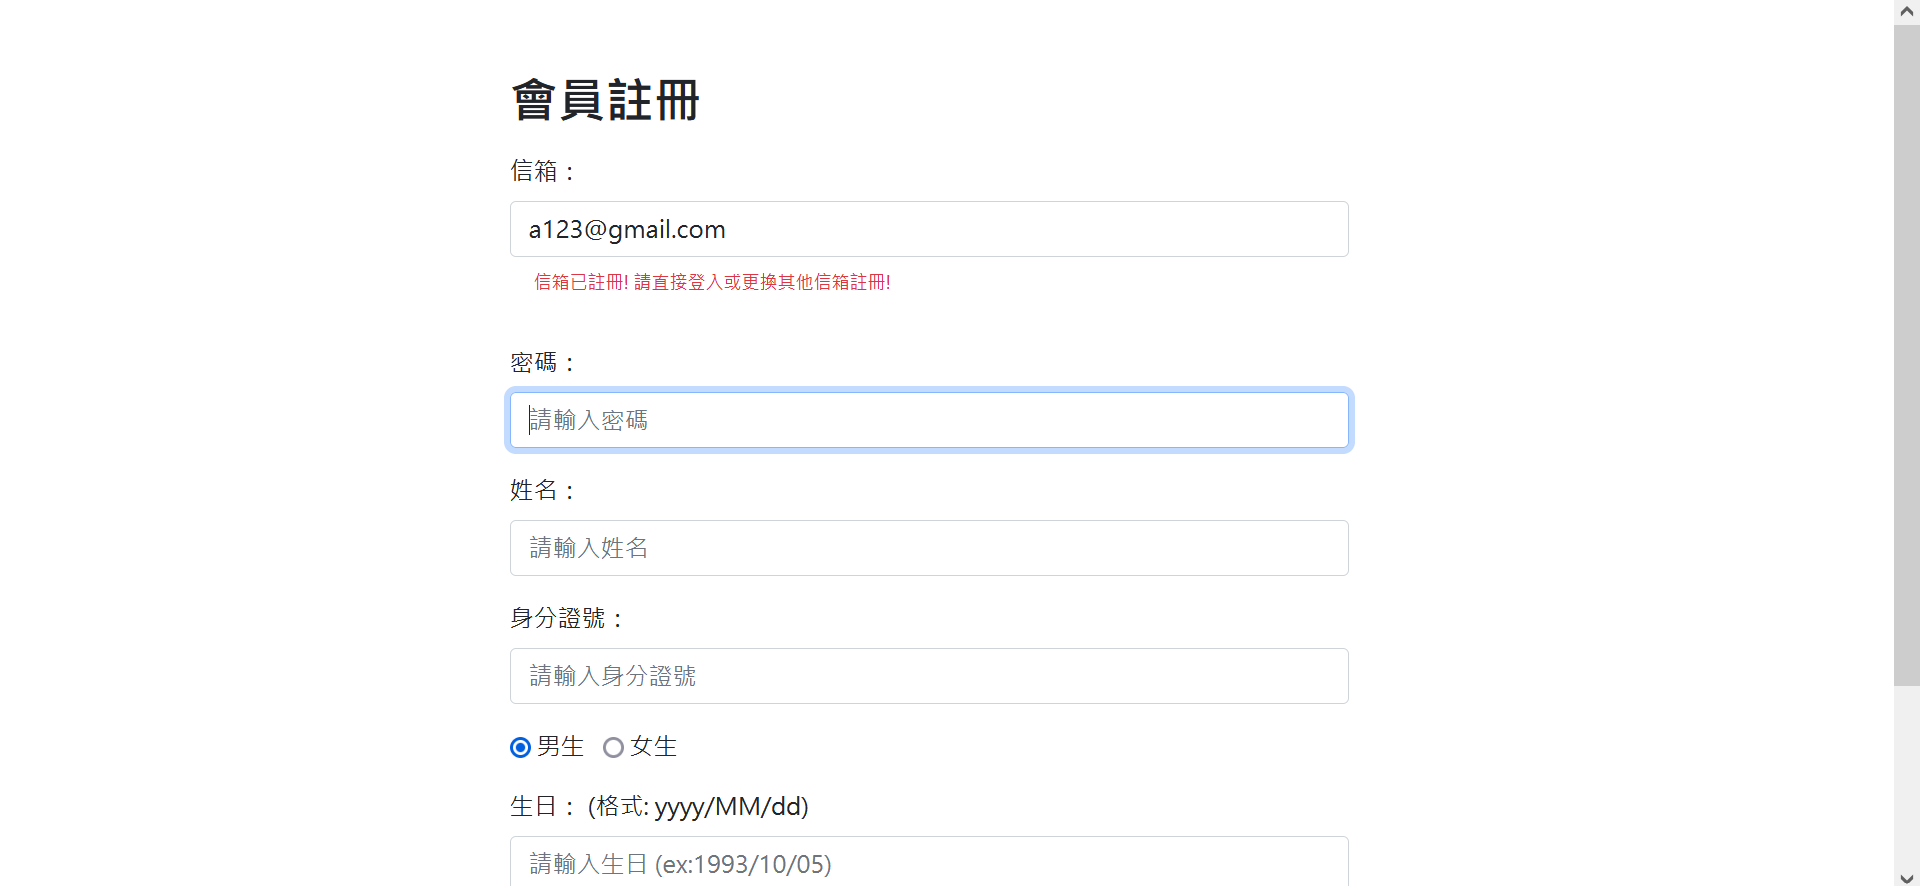 會員註冊
信箱：
a123@gmail.com
信箱已註冊! 請直接登入或更換其他信箱註冊!
密碼：
請輸入密碼
姓名：
請輸入姓名
身分證號：
請輸入身分證號
男生 女生
生日： (格式: yyyy/MM/dd)
請輸入生日 (ex:1993/10/05)